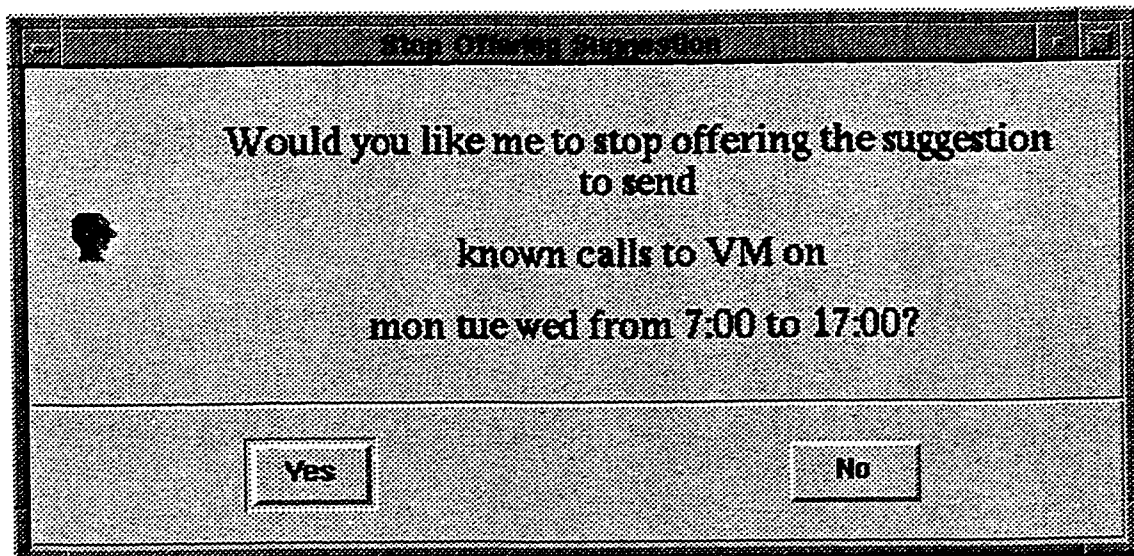 Stop Offering Suggestion
Would you like me to stop offering the suggestion
to send
known calls to VM on
mon tue wed from 7:00 to 17:00?
Yes
No